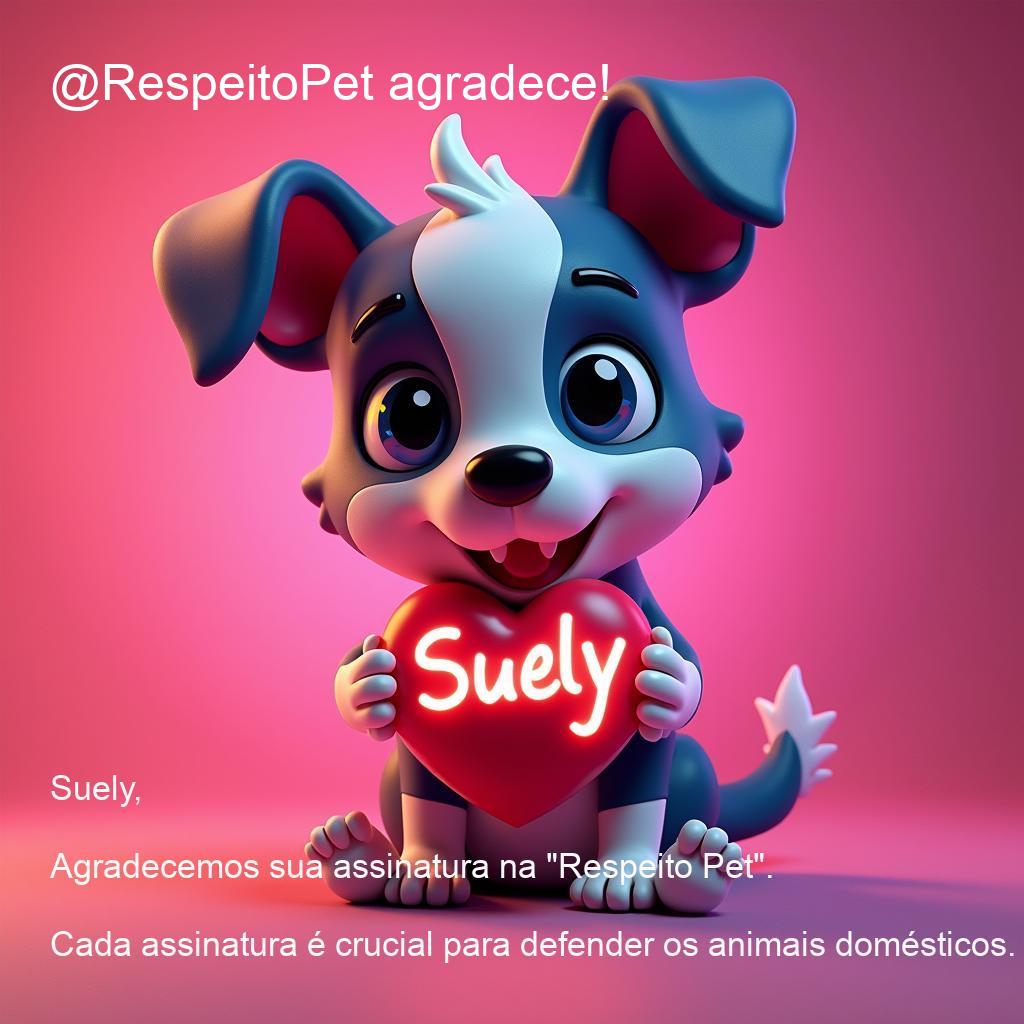 @RespeitoPet agradece!
Suely
Suely,
Agradecemos sua assinatura na "Respeito Pet".
Cada assinatura é crucial para defender os animais domésticos.